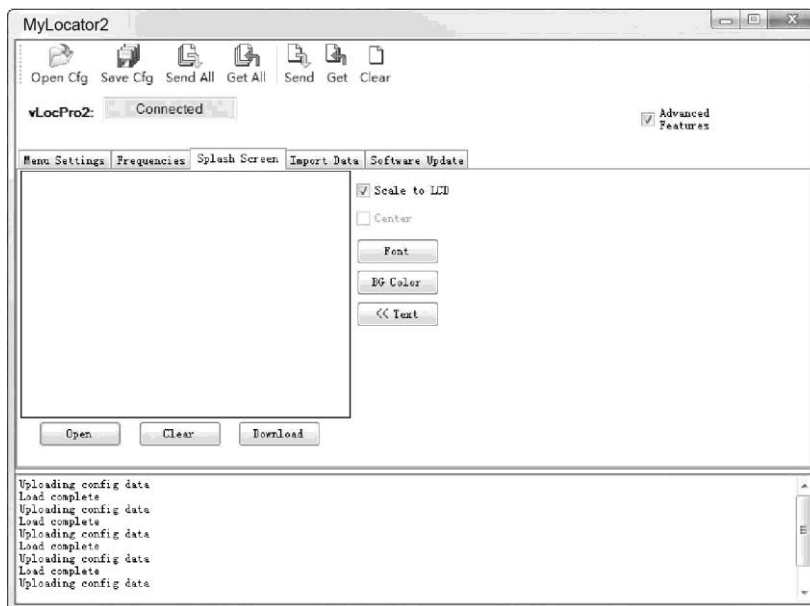 MyLocator2
Open Cfg Save Cfg Send All Get All Send Get Clear
vLocPro2: Connected
Advanced
Features
Menu Settings Frequencies Splash Screen Import Data Software Update
Scale to LCD
Center
Font
BG Color
<< Text
Open Clear Download
Uploading config data
Load complete
Uploading config data
Load complete
Uploading config data
Load complete
Uploading config data
Load complete
Uploading config data